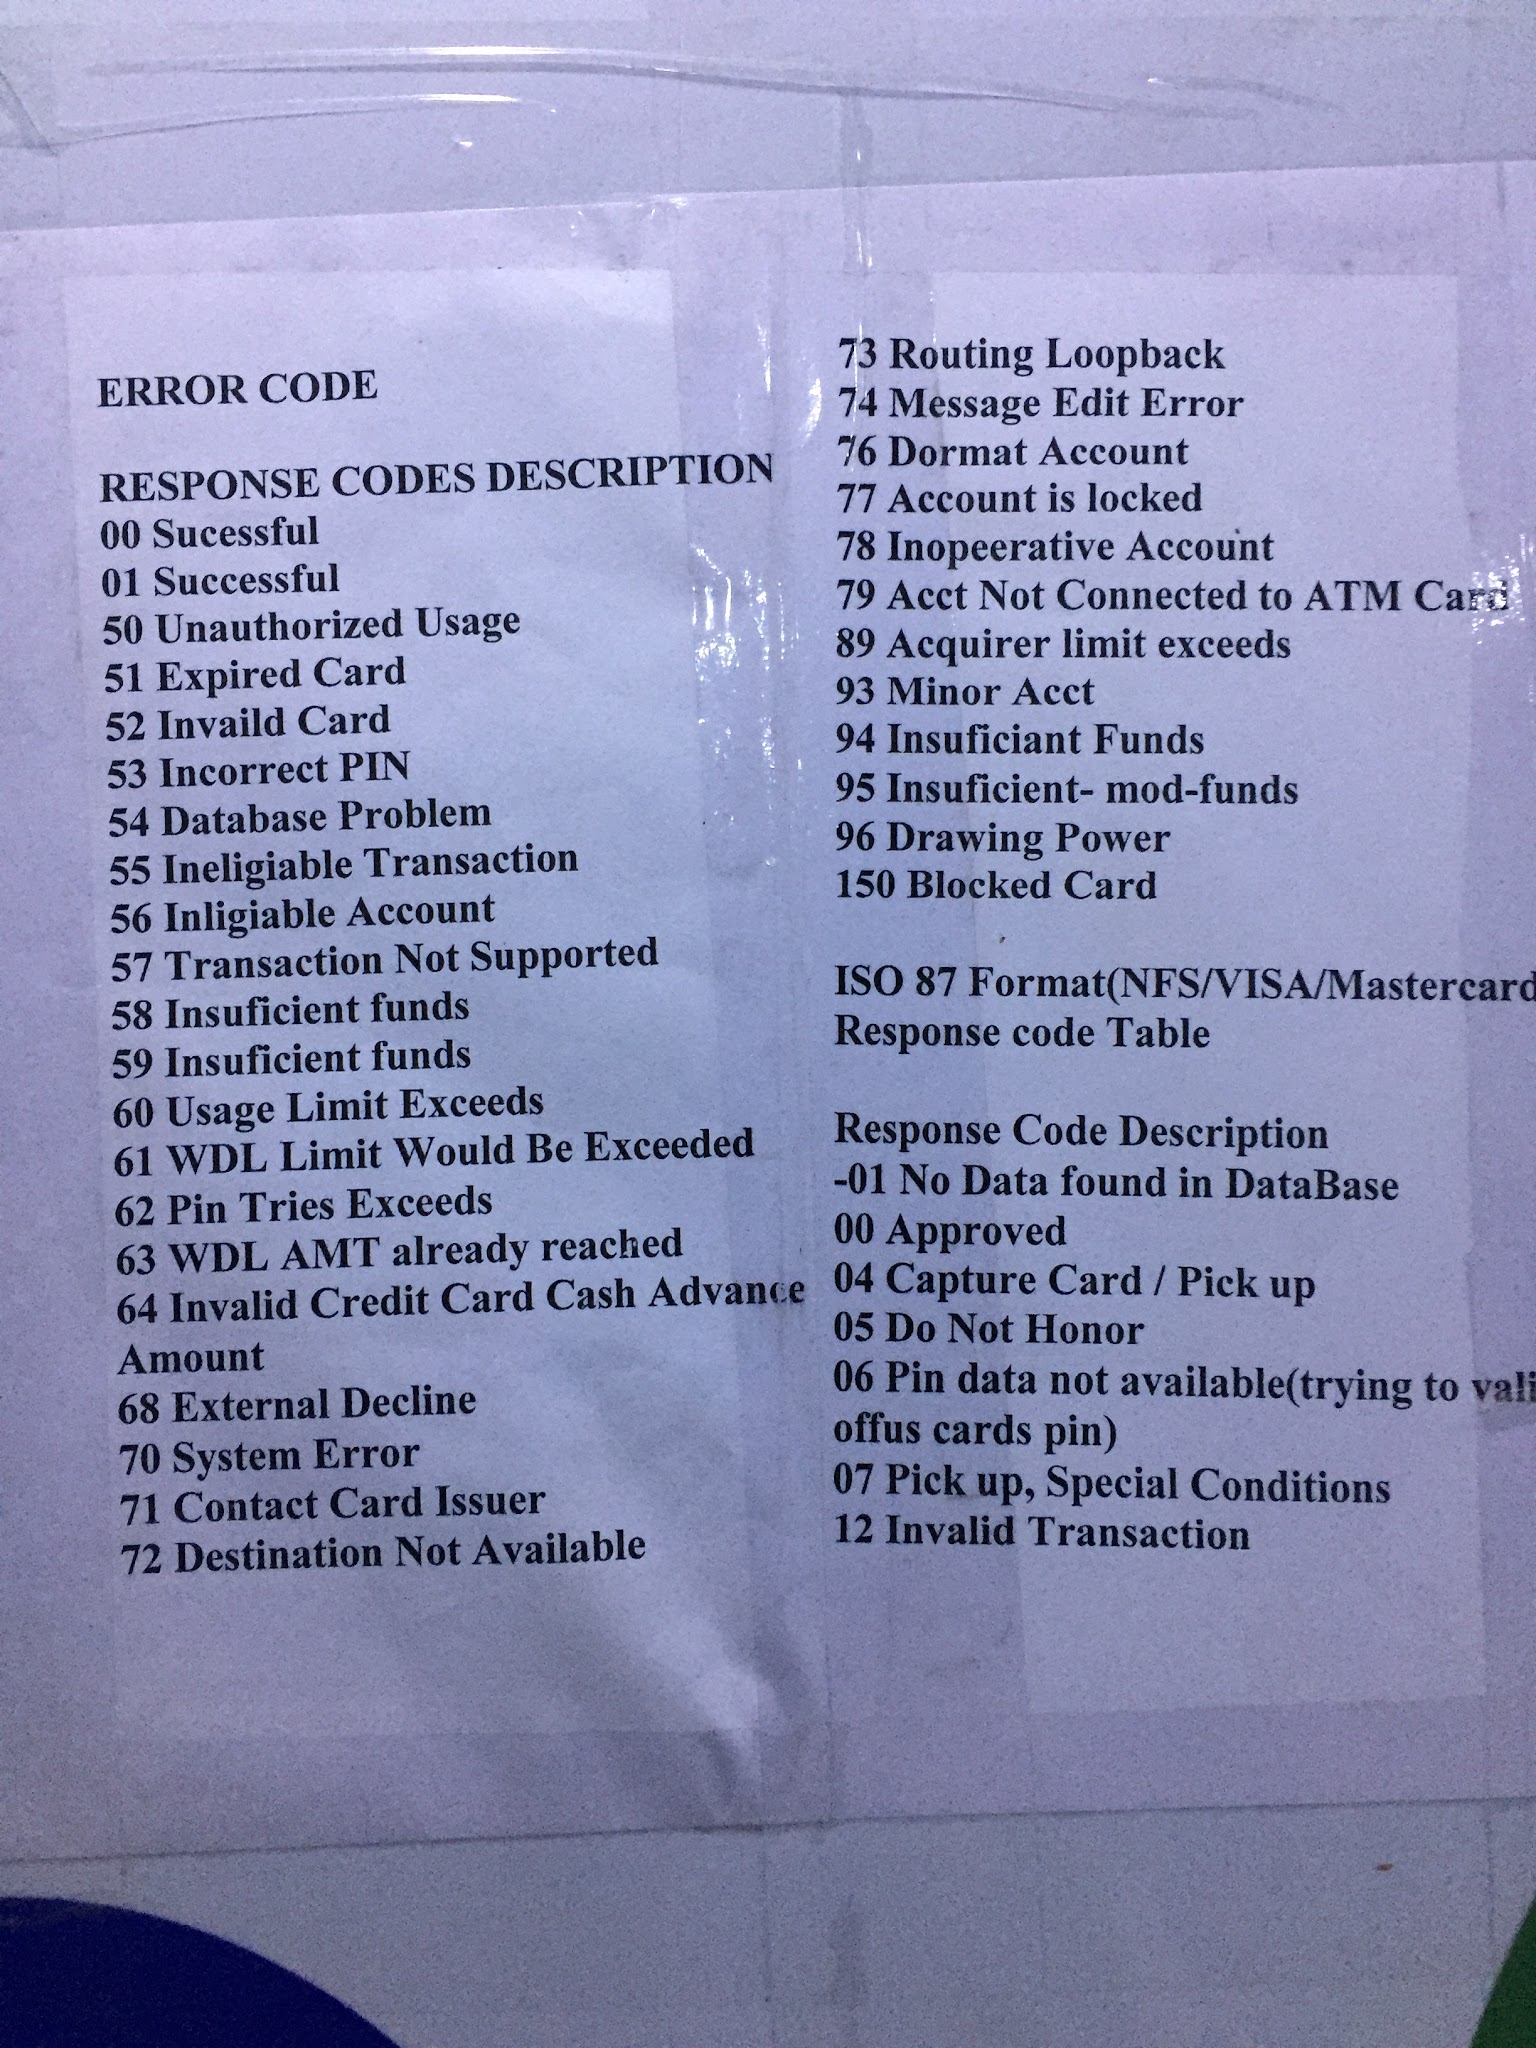 ERROR CODE
RESPONSE CODES DESCRIPTION
00 Sucessful
01 Successful
50 Unauthorized Usage
51 Expired Card
52 Invaild Card
53 Incorrect PIN
54 Database Problem
55 Ineligiable Transaction
56 Inligiable Account
57 Transaction Not Supported
58 Insuficient funds
59 Insuficient funds
60 Usage Limit Exceeds
61 WDL Limit Would Be Exceeded
62 Pin Tries Exceeds
63 WDL AMT already reached
64 Invalid Credit Card Cash Advance
Amount
68 External Decline
70 System Error
71 Contact Card Issuer
72 Destination Not Available
73 Routing Loopback
74 Message Edit Error
76 Dormat Account
77 Account is locked
78 Inopeerative Account
79 Acct Not Connected to ATM Card
89 Acquirer limit exceeds
93 Minor Acct
94 Insuficiant Funds
95 Insuficient- mod-funds
96 Drawing Power
150 Blocked Card
ISO 87 Format(NFS/VISA/Mastercard
Response code Table
Response Code Description
-01 No Data found in DataBase
00 Approved
04 Capture Card / Pick up
05 Do Not Honor
06 Pin data not available(trying to
offus cards pin)
07 Pick up, Special Conditions
12 Invalid Transaction